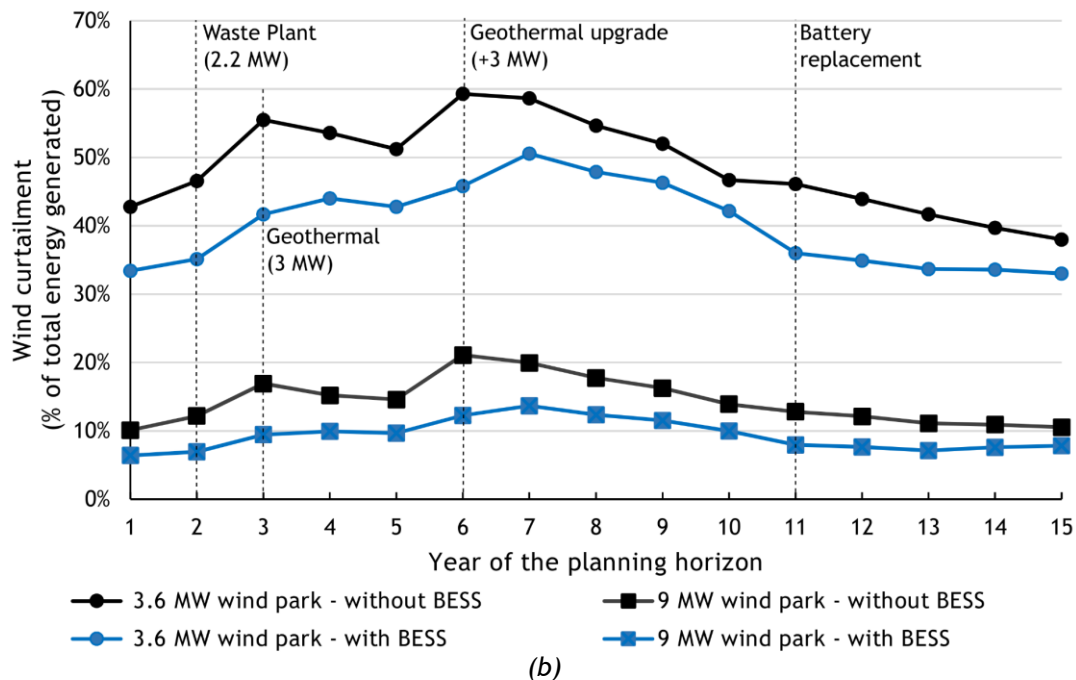 70%
60%
50%
40%
30%
20%
10%
0%
Wind curtailment
(% of total energy generated)
Waste Plant
(2.2 MW)
Geothermal upgrade
(+3 MW)
Battery
replacement
Geothermal
(3 MW)
1 2 3 4 5 6 7 8 9 10 11 12 13 14 15
Year of the planning horizon
3.6 MW wind park - without BESS
9 MW wind park - without BESS
3.6 MW wind park - with BESS
9 MW wind park - with BESS
(b)